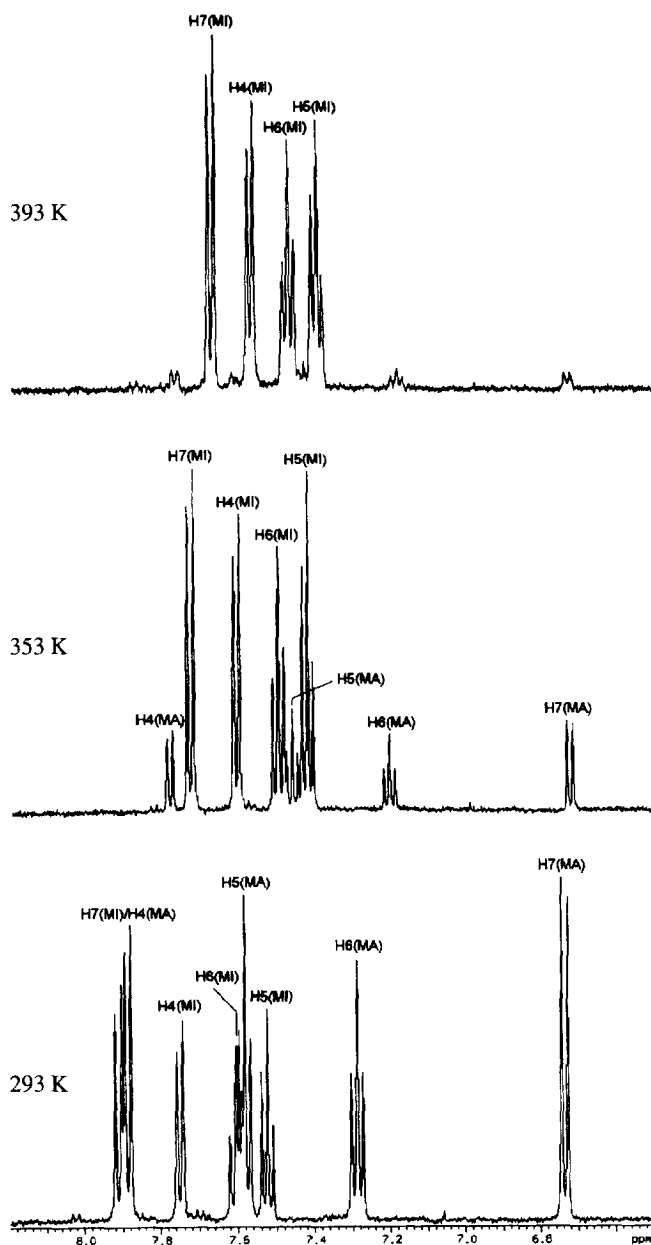 H7(MI)
H4(MI)
H6(MI)
H5(MI)
393 K
H7(MI)
H4(MI)
H6(MI)
H5(MI)
353 K
H4(MA)
H5(MA)
H6(MA)
H7(MA)
H7(MI)/H4(MA)
H4(MI)
H6(MI)
H5(MA)
H5(MI)
H6(MA)
H7(MA)
293 K
8.0 7.8 7.6 7.4 7.2 7.0 6.8 ppm